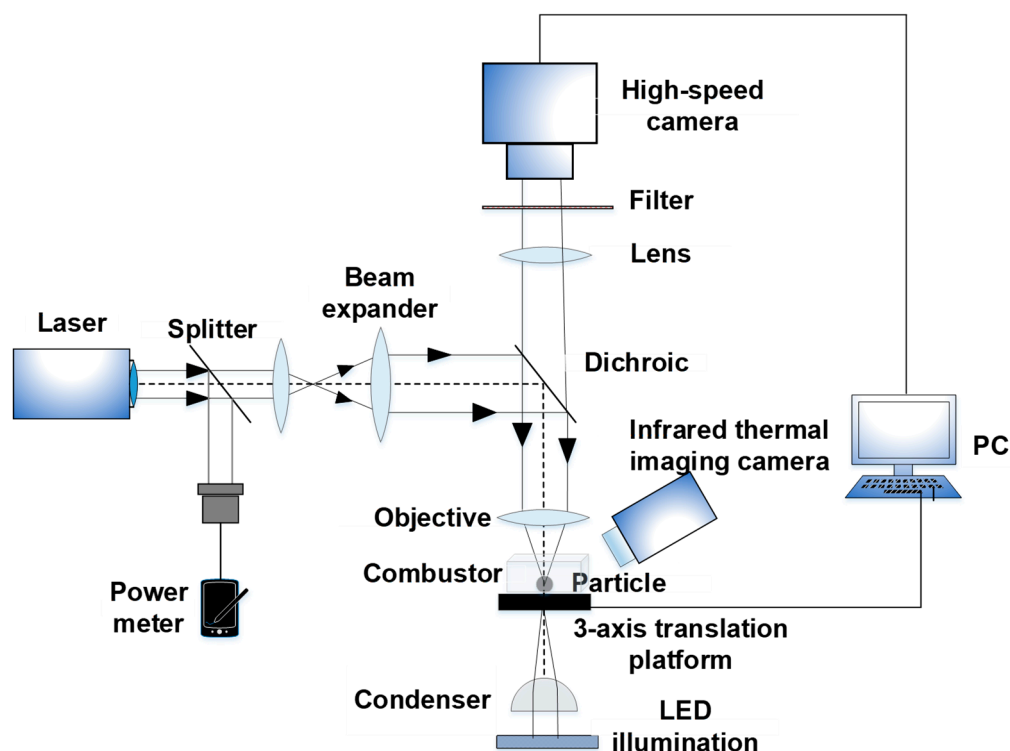 High-speed
camera
Filter
Lens
Beam
expander
Laser
Splitter
Dichroic
Infrared thermal
imaging camera
PC
Objective
Combustor
Particle
Power
meter
3-axis translation
platform
Condenser
LED
illumination